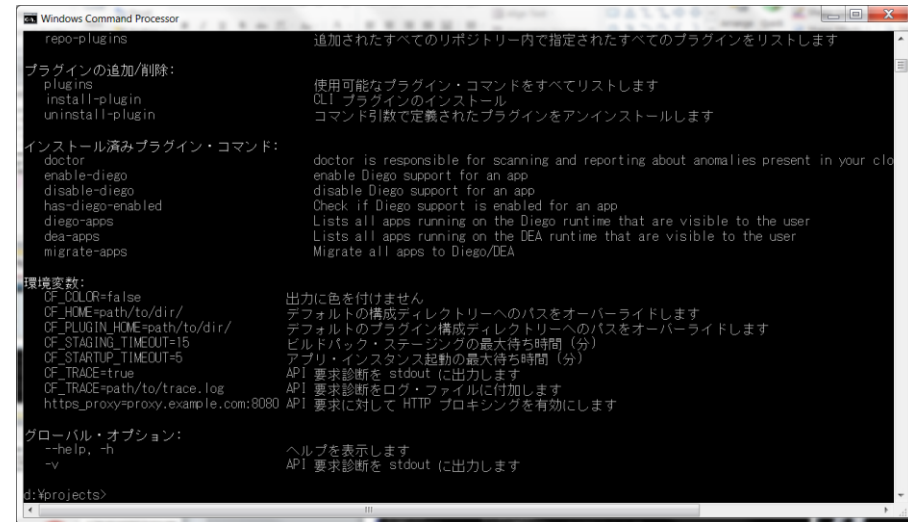 Windows Command Processor
repo-plugins 追加されたすべてのリポジトリー内で指定されたすべてのプラグインをリストします
プラグインの追加/削除:
plugins 使用可能なプラグイン・コマンドをすべてリストします
install-plugin CLI プラグインのインストール
uninstall-plugin コマンド引数で定義されたプラグインをアンインストールします
インストール済みプラグイン・コマンド:
doctor doctor is responsible for scanning and reporting about anomalies present in your clo
enable-diego enable Diego support for an app
disable-diego disable Diego support for an app
has-diego-enabled Check if Diego support is enabled for an app
diego-apps Lists all apps running on the Diego runtime that are visible to the user
dea-apps Lists all apps running on the DEA runtime that are visible to the user
migrate-apps Migrate all apps to Diego/DEA
環境変数:
CF_COLOR=false 出力に色を付けません
CF_HOME=path/to/dir/ デフォルトの構成ディレクトリーへのパスをオーバーライドします
CF_PLUGIN_HOME=path/to/dir/ デフォルトのプラグイン構成ディレクトリーへのパスをオーバーライドします
CF_STAGING_TIMEOUT=15 ビルドパック・ステージングの最大待ち時間 (分)
CF_STARTUP_TIMEOUT=5 アプリ・インスタンス起動の最大待ち時間 (分)
CF_TRACE=true API 要求診断を stdout に出力します
CF_TRACE=path/to/trace.log API 要求診断をログ・ファイルに付加します
https_proxy=proxy.example.com:8080 API 要求に対して HTTP プロキシングを有効にします
グローバル・オプション:
--help, -h ヘルプを表示します
-v API 要求診断を stdout に出力します
d:¥projects>